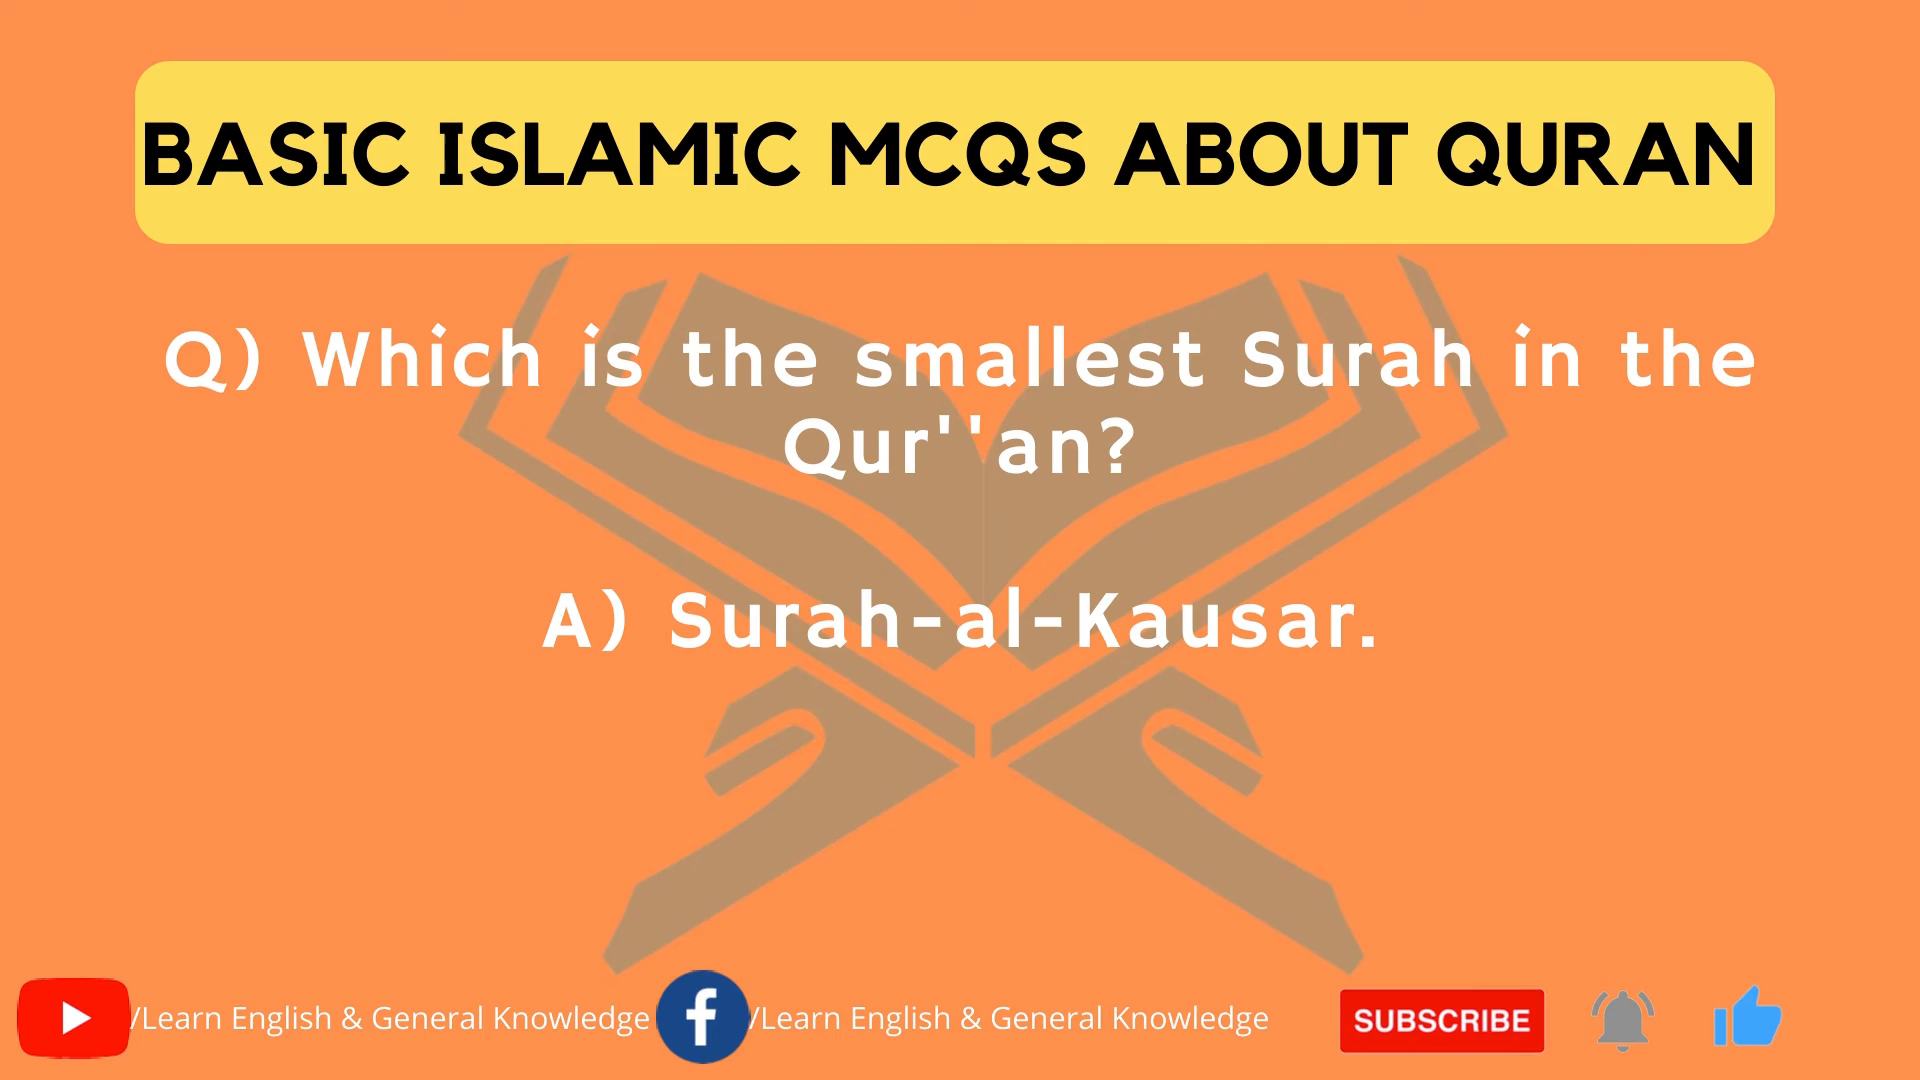 BASIC ISLAMIC MCQS ABOUT QURAN
Q) Which is the smallest Surah in the
Qur''an?
A) Surah-al-Kausar.
/Learn English & General Knowledge
f
/Learn English & General Knowledge
SUBSCRIBE